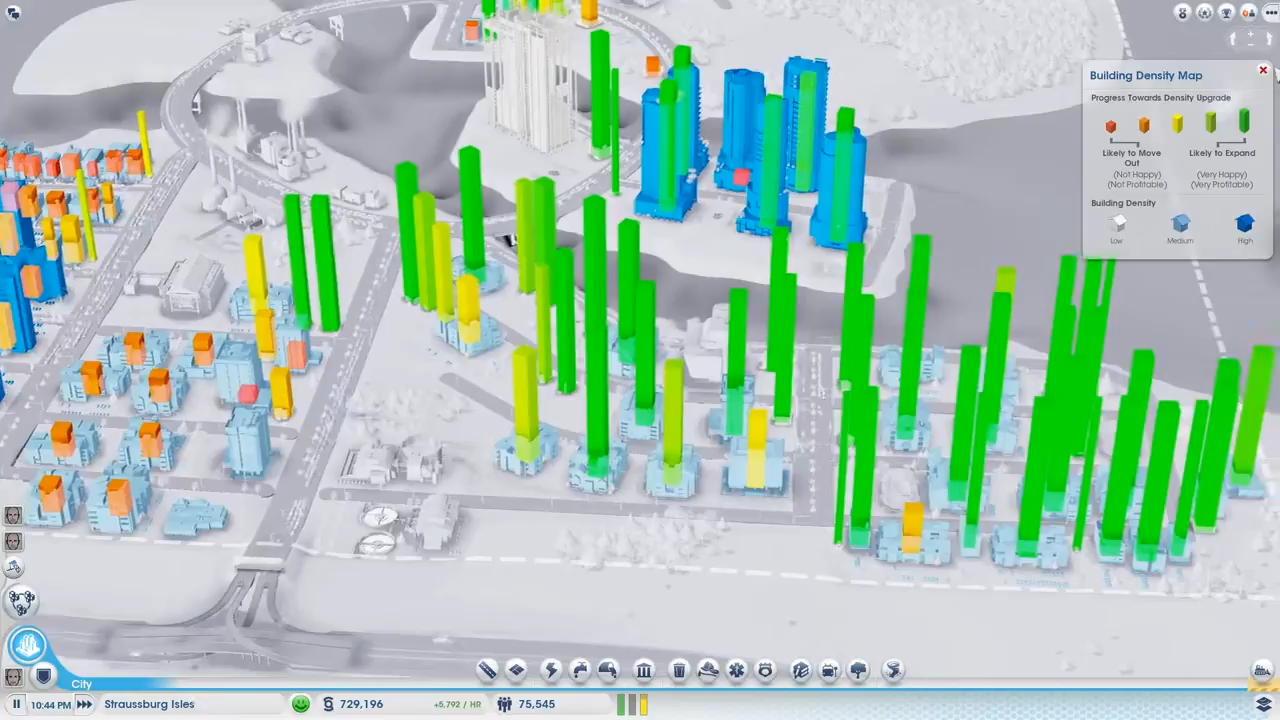 Building Density Map
Progress Towards Density Upgrade
Likely to Move Out
(Not Happy)
(Not Profitable)
Likely to Expand
(Very Happy)
(Very Profitable)
Building Density
Low
Medium
High
City
10:44 PM
Straussburg Isles
729,196
+5,792 / HR
75,545